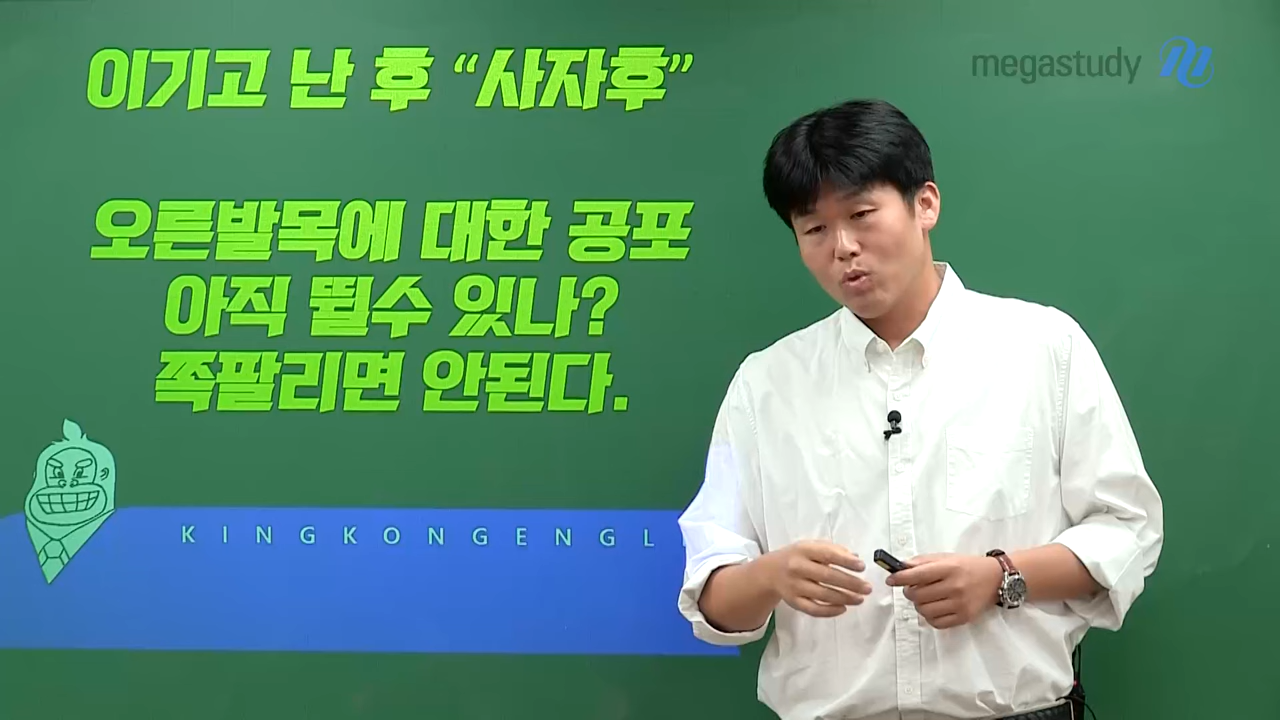 이기고 난 후 “사자후”
megastudy
오른발목에 대한 공포
아직 뛸수 있나?
쪽팔리면 안된다.
KINGKONGENGL